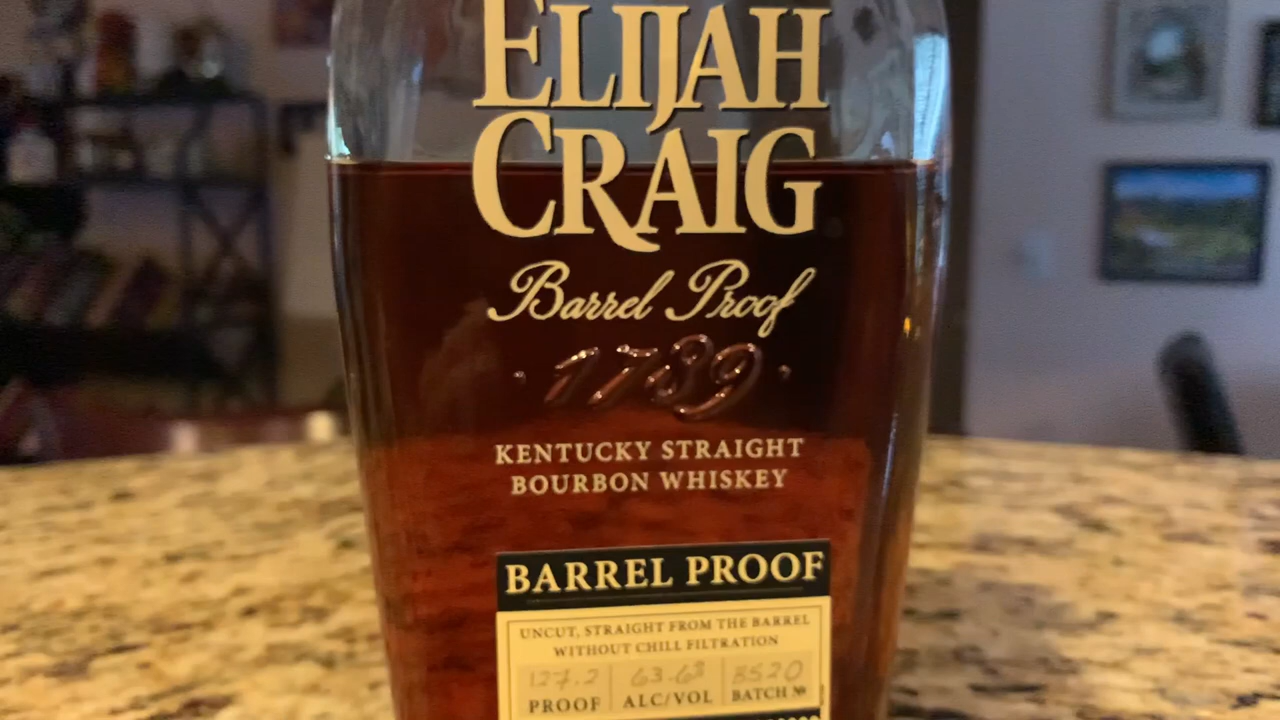 ELIJAH
CRAIG
Barrel Proof
· 1789 ·
KENTUCKY STRAIGHT
BOURBON WHISKEY
BARREL PROOF
UNCUT, STRAIGHT FROM THE BARREL
WITHOUT CHILL FILTRATION
127.2 63.6
PROOF ALC/VOL BATCH №